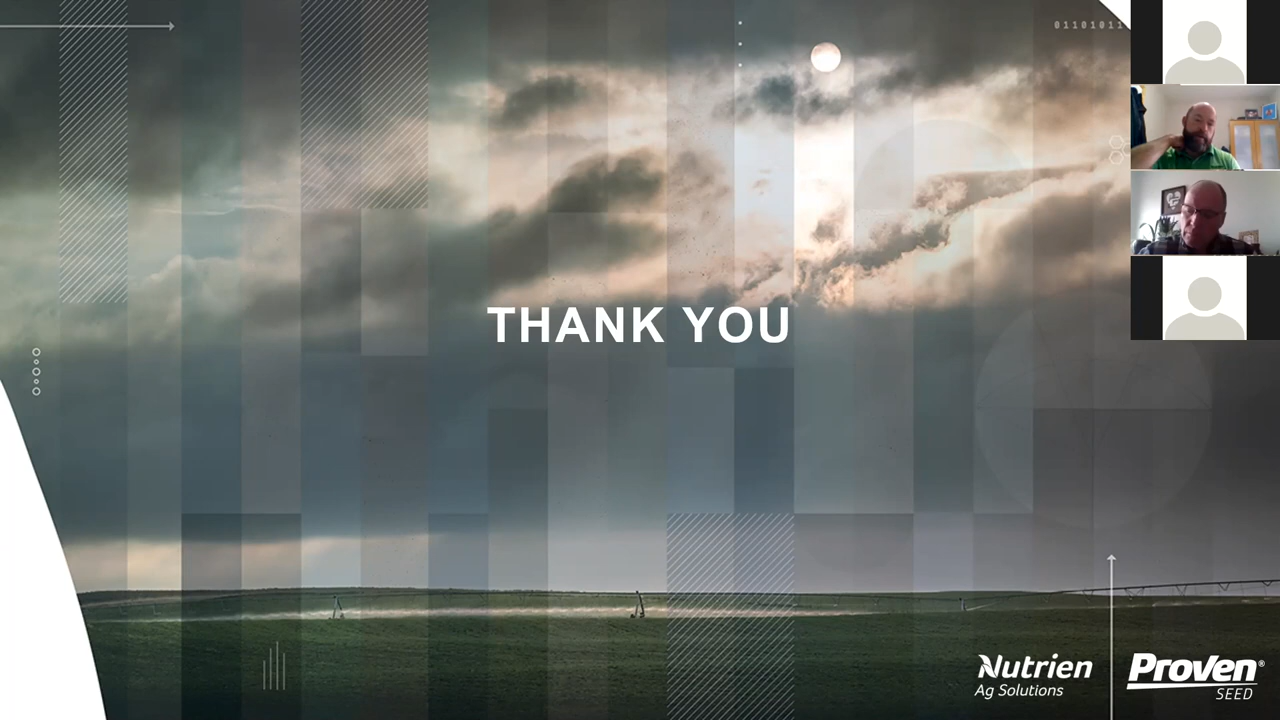 01101011
THANK YOU
Nutrien
Ag Solutions
ProVen®
SEED